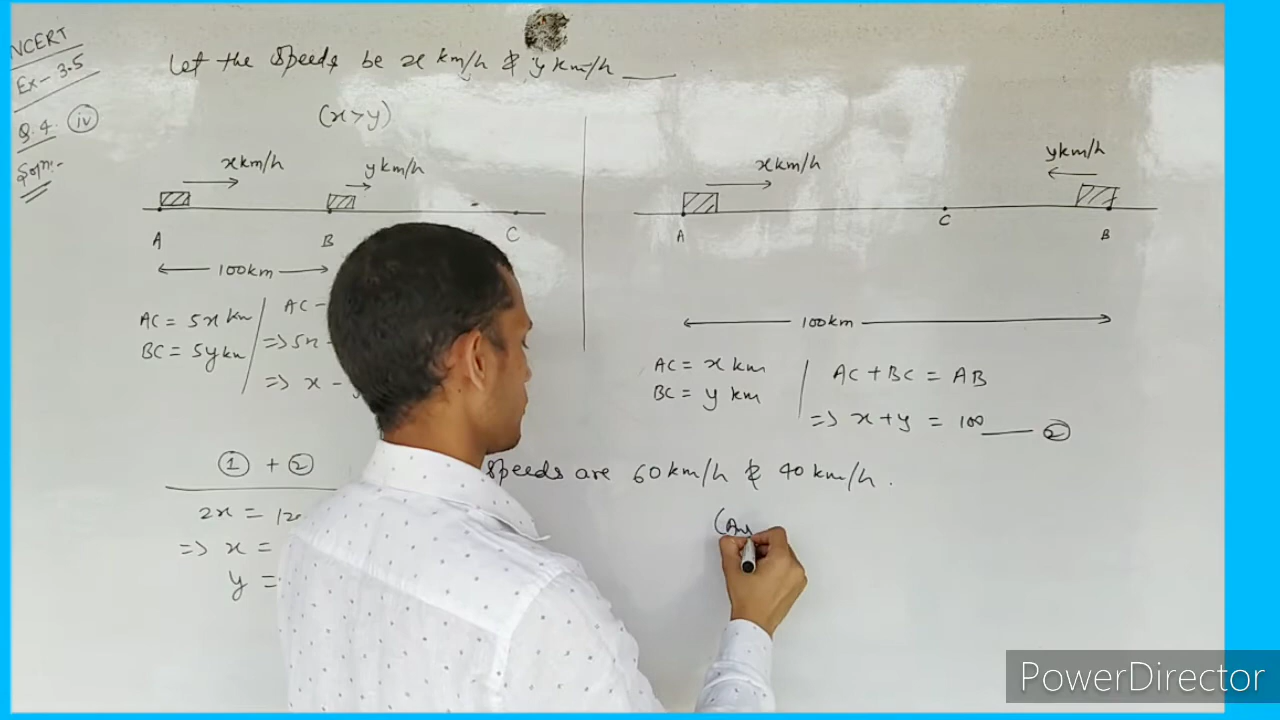 NCERT
Ex- 3.5
Q.4. (iv)
Soln:-
Let the speeds be x km/h & y km/h
(x>y)
x km/h
y km/h
A
B
C
100km
AC = 5x km
BC = 5y km
AC -
=> 5x -
=> x -
① + ②
2x = 12
=> x =
y =
x km/h
y km/h
A
C
B
100km
AC = x km
BC = y km
AC + BC = AB
=> x + y = 100 ②
speeds are 60 km/h & 40 km/h.
(Ans
PowerDirector